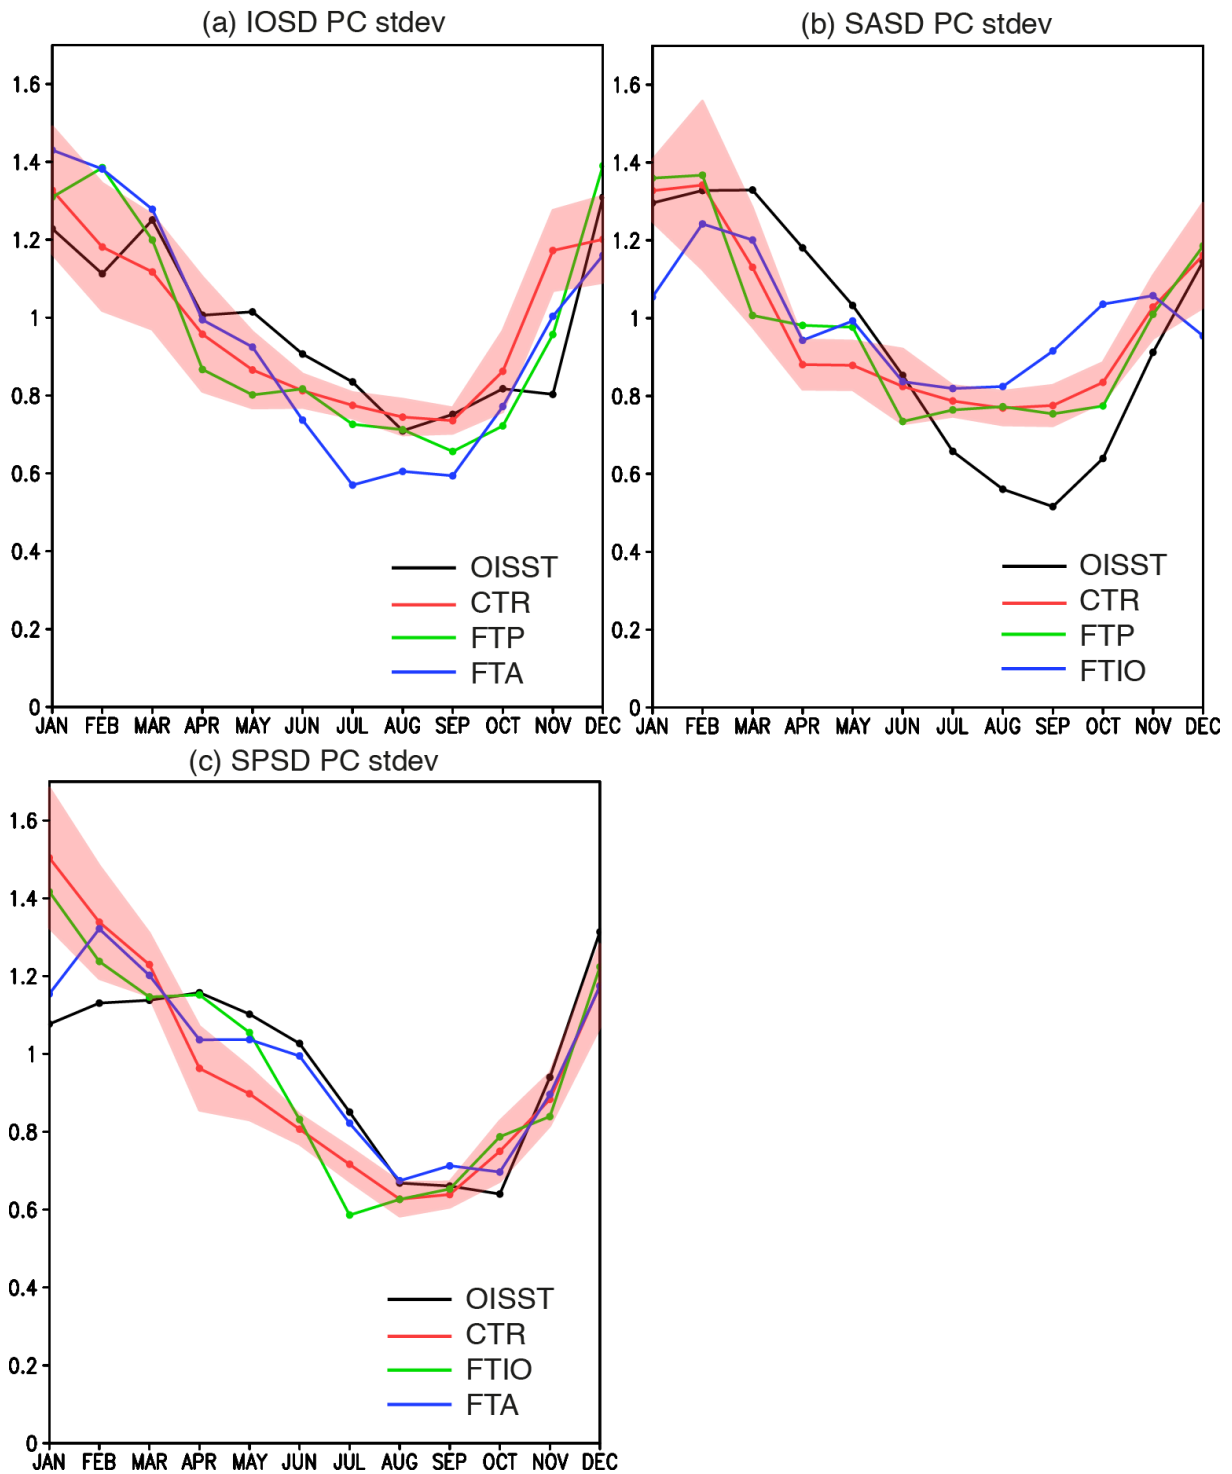 (a) IOSD PC stdev
1.6
1.4
1.2
1
0.8
0.6
0.4
0.2
0
OISST
CTR
FTP
FTA
JAN FEB MAR APR MAY JUN JUL AUG SEP OCT NOV DEC
(b) SASD PC stdev
1.6
1.4
1.2
1
0.8
0.6
0.4
0.2
0
OISST
CTR
FTP
FTIO
JAN FEB MAR APR MAY JUN JUL AUG SEP OCT NOV DEC
(c) SPSD PC stdev
1.6
1.4
1.2
1
0.8
0.6
0.4
0.2
0
OISST
CTR
FTIO
FTA
JAN FEB MAR APR MAY JUN JUL AUG SEP OCT NOV DEC